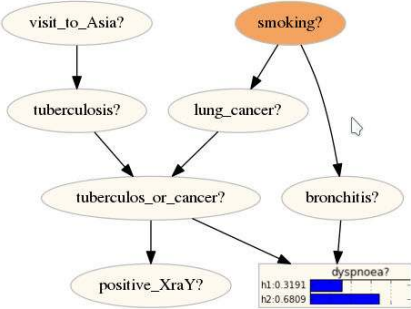 visit_to_Asia?
smoking?
tuberculosis?
lung_cancer?
tuberculos_or_cancer?
bronchitis?
positive_XraY?
dyspnoea?
h1:0.3191
h2:0.6809